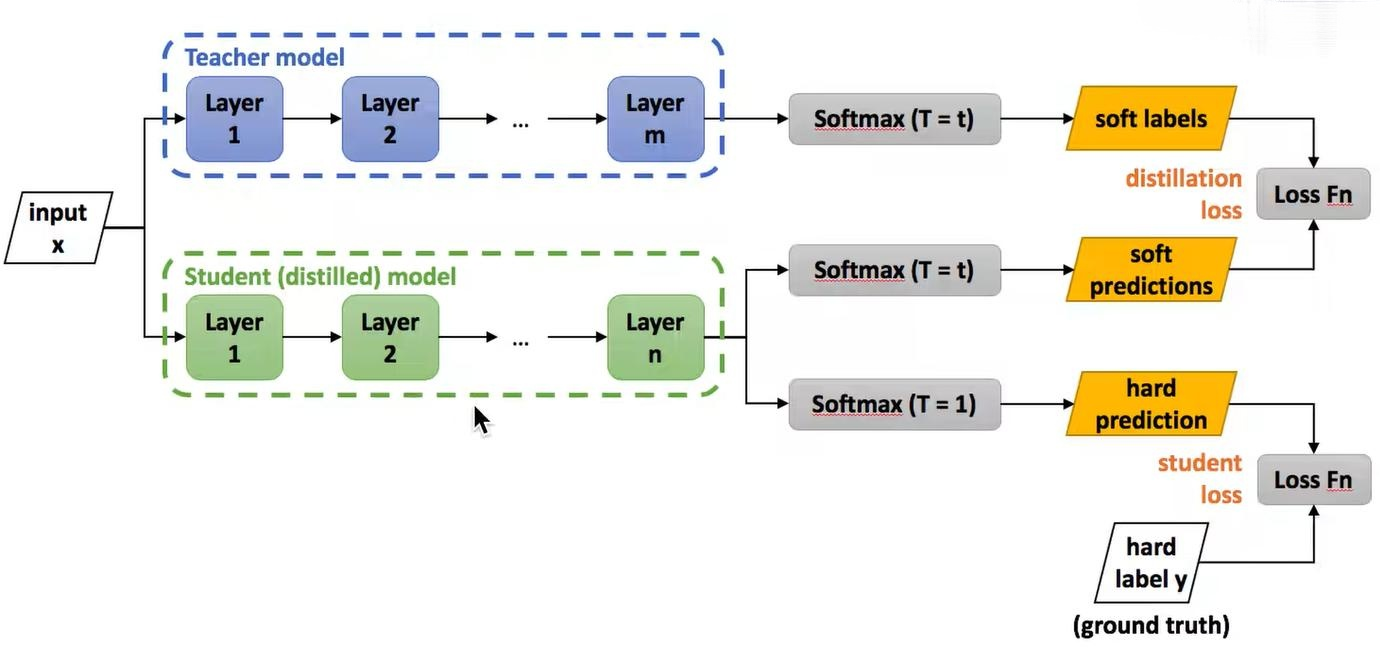 Teacher model
Layer
1
Layer
2
...
Layer
m
Softmax (T = t)
soft labels
distillation
loss
Loss Fn
input
x
Student (distilled) model
Layer
1
Layer
2
...
Layer
n
Softmax (T = t)
soft
predictions
Softmax (T = 1)
hard
prediction
student
loss
Loss Fn
hard
label y
(ground truth)